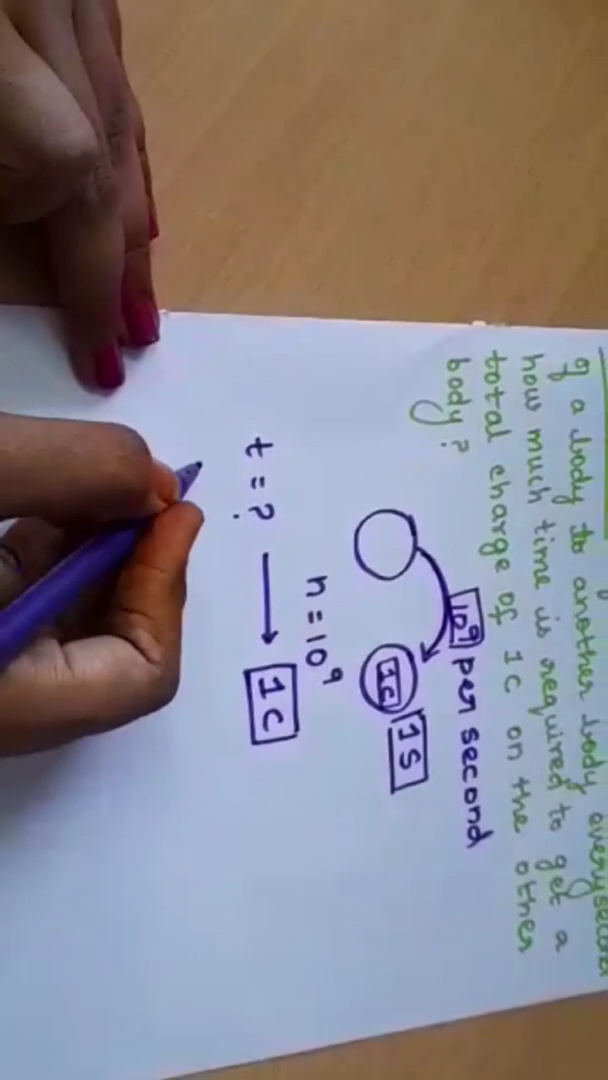 of a body to another body every second
how much time is required to get a
total charge of 1c on the other
body?
10⁹ per second
1c 1s
n = 10⁹
t = ? → 1c